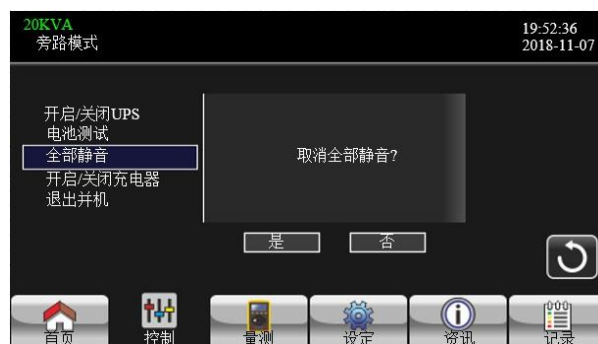 20KVA
旁路模式
19:52:36
2018-11-07
开启/关闭UPS
电池测试
全部静音
开启/关闭充电器
退出并机
取消全部静音?
是
否
首页
控制
量测
设定
资讯
记录